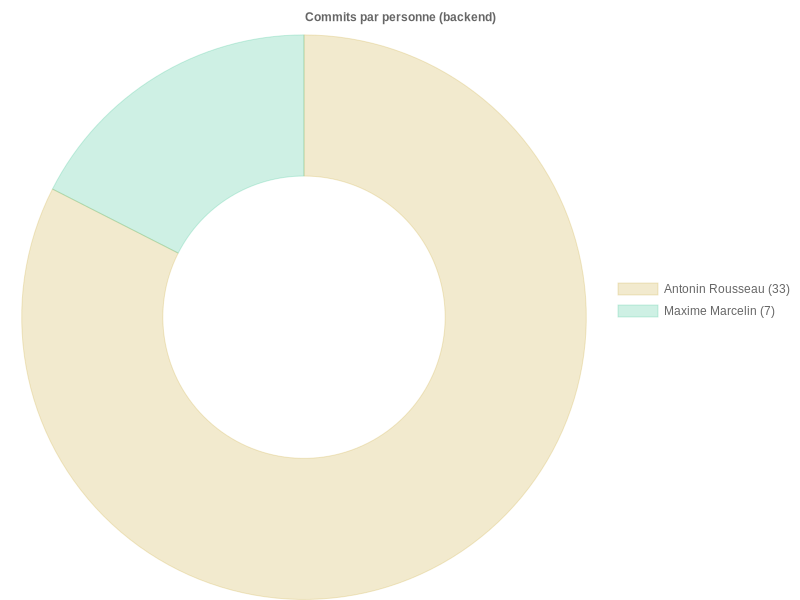 Commits par personne (backend)
Antonin Rousseau (33)
Maxime Marcelin (7)